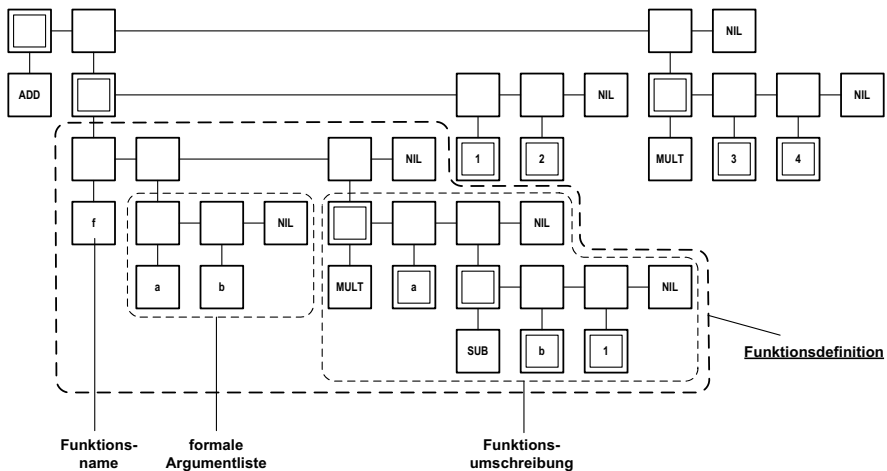 NIL
ADD NIL NIL
NIL 1 2 MULT 3 4
f NIL NIL
a b MULT a NIL
SUB b 1
Funktionsdefinition
Funktions- formale Funktions-
name Argumentliste umschreibung